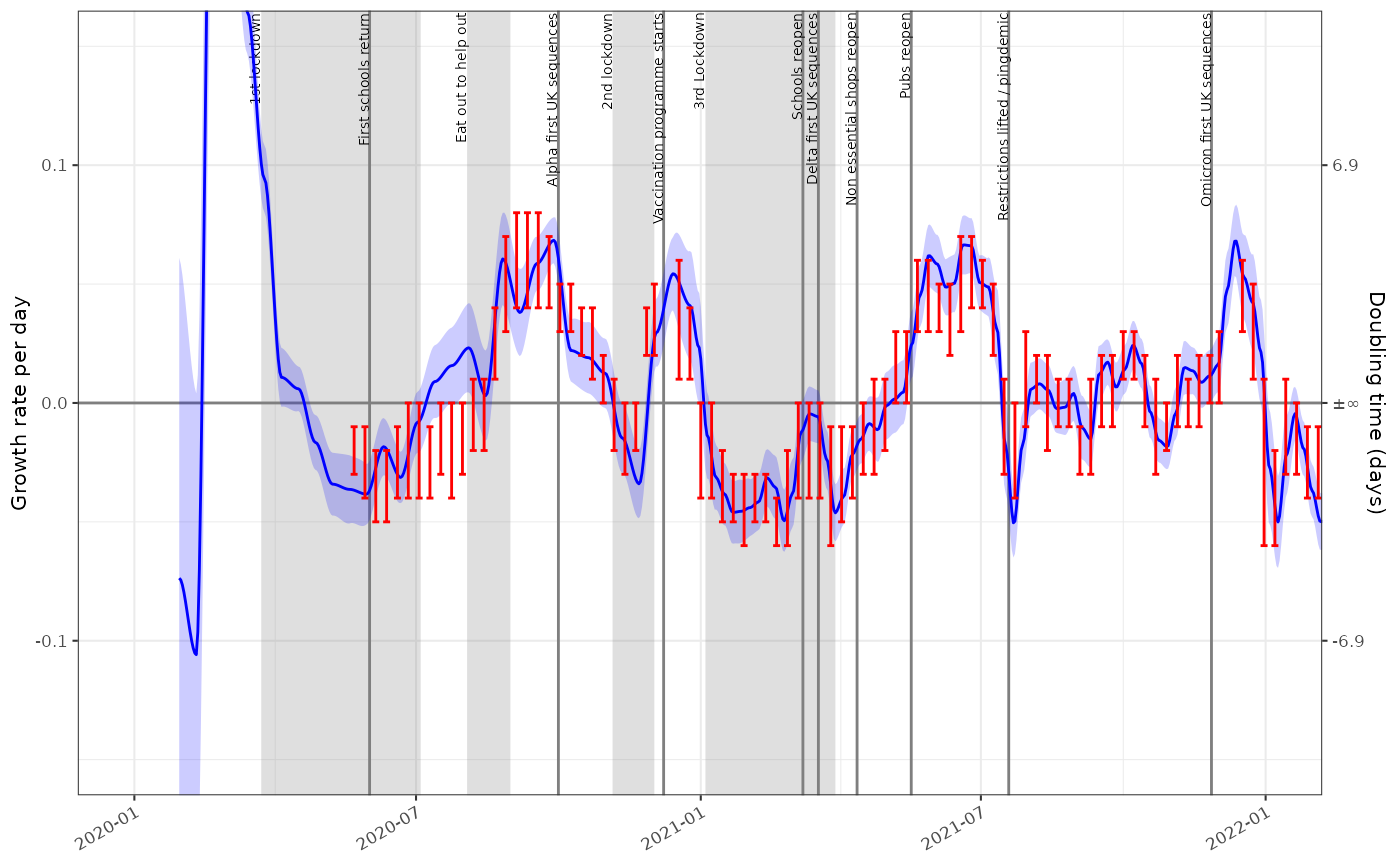 1st lockdown
First schools return
Eat out to help out
Alpha first UK sequences
2nd lockdown
Vaccination programme starts
3rd Lockdown
Schools reopen
Delta first UK sequences
Non essential shops reopen
Pubs reopen
Restrictions lifted / pingdemic
Omicron first UK sequences
Growth rate per day
0.1
0.0
-0.1
6.9
±∞
-6.9
Doubling time (days)
2020-01
2020-07
2021-01
2021-07
2022-01